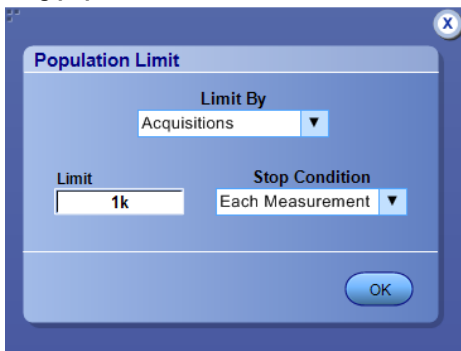 X
Population Limit
Limit By
Acquisitions
Limit
Stop Condition
1k
Each Measurement
OK